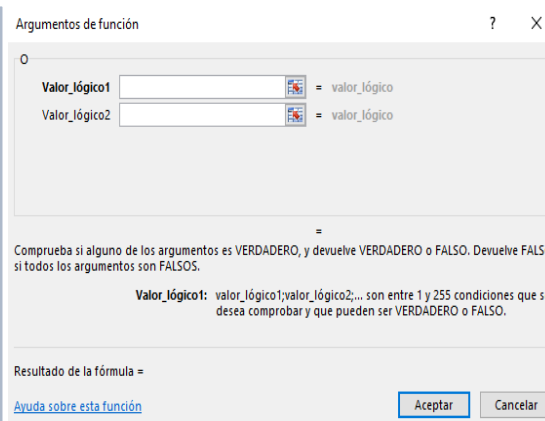 Argumentos de función ? X
O
Valor_lógico1 = valor_lógico
Valor_lógico2 = valor_lógico
=
Comprueba si alguno de los argumentos es VERDADERO, y devuelve VERDADERO o FALSO. Devuelve FALS
si todos los argumentos son FALSOS.
Valor_lógico1: valor_lógico1;valor_lógico2;... son entre 1 y 255 condiciones que s
desea comprobar y que pueden ser VERDADERO o FALSO.
Resultado de la fórmula =
Ayuda sobre esta función Aceptar Cancelar